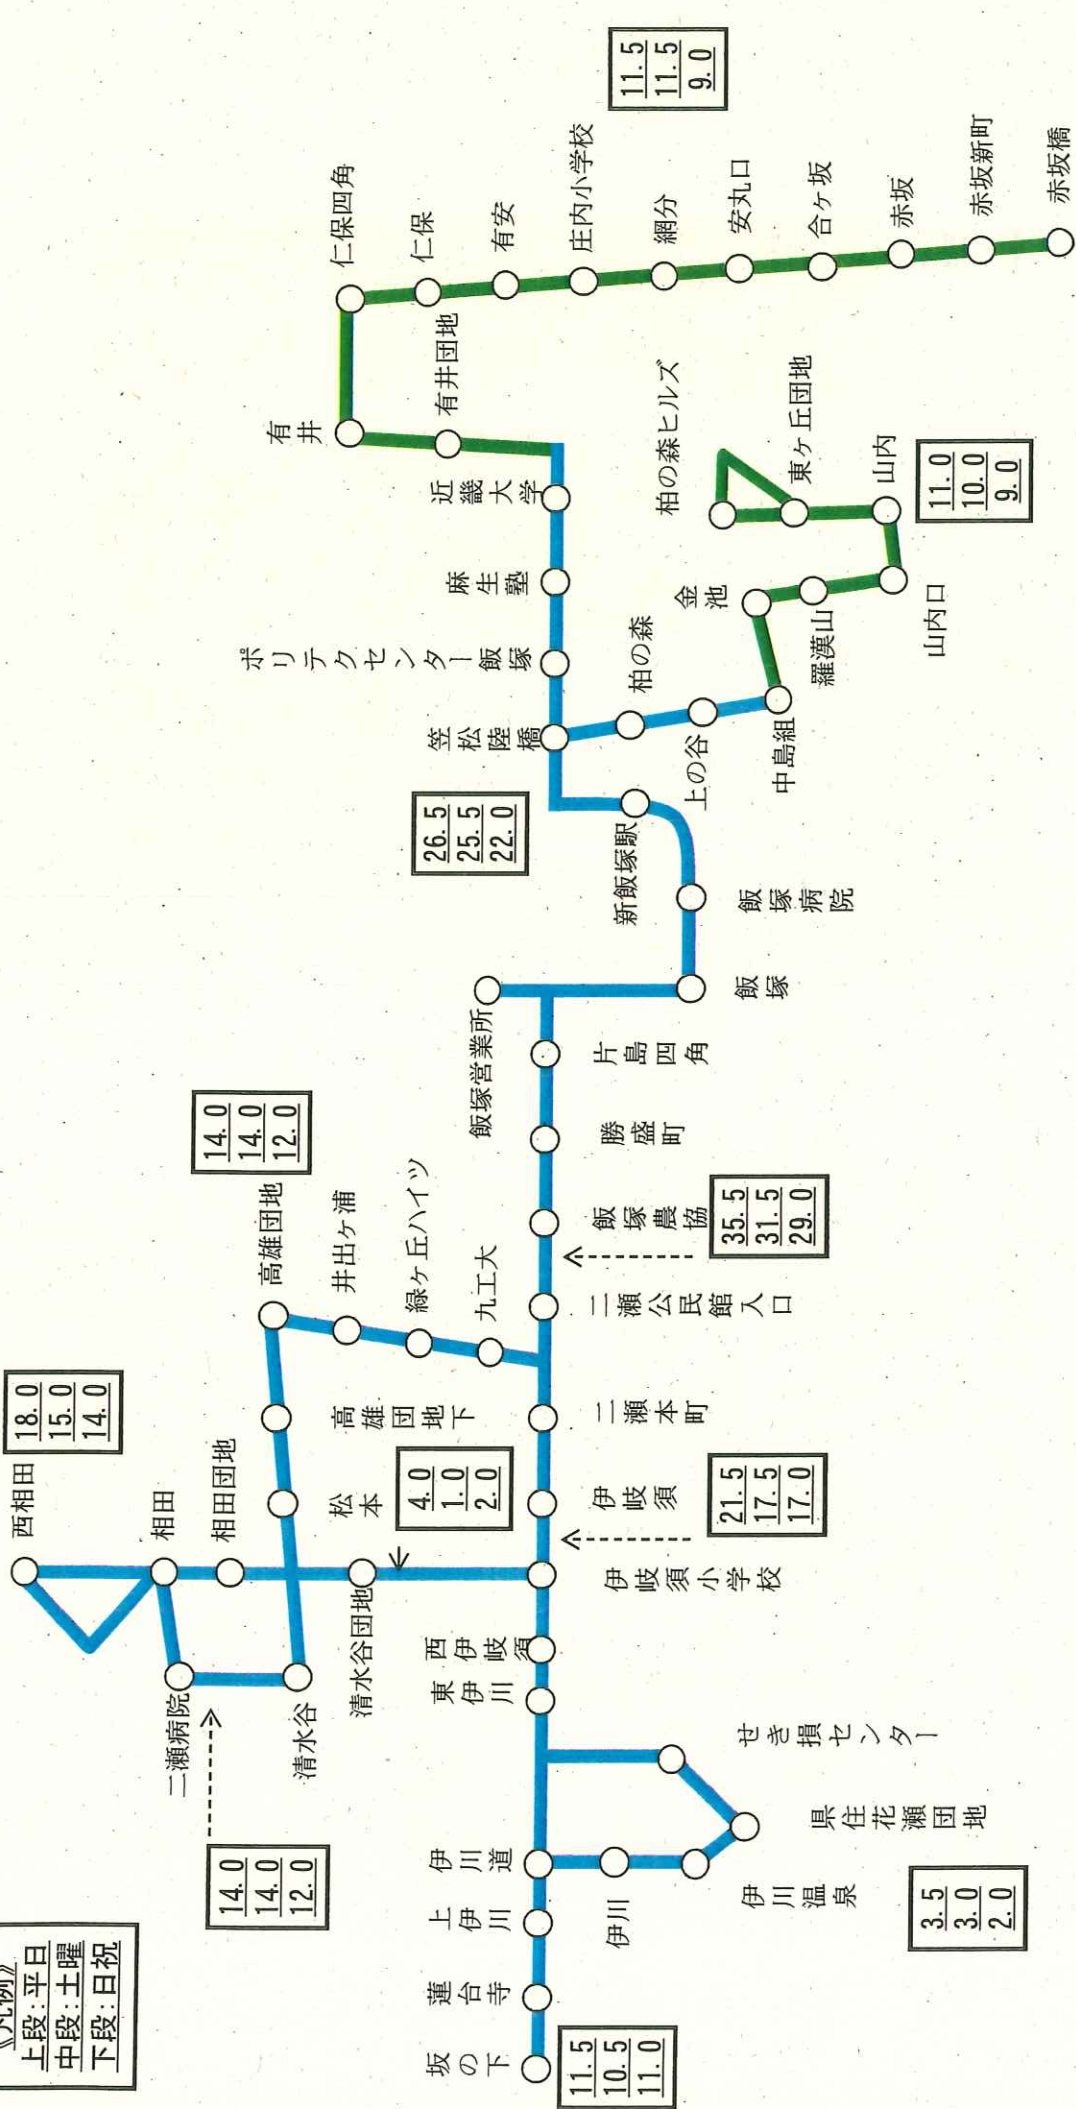 《凡例》
上段:平日
中段:土曜
下段:日祝
西相田
18.0
15.0
14.0
相田
相田団地
二瀬病院
清水谷
清水谷団地
14.0
14.0
12.0
松本
4.0
1.0
2.0
高雄団地下
高雄団地
14.0
14.0
12.0
井出ヶ浦
緑ヶ丘ハイツ
九工大
坂の下
11.5
10.5
11.0
蓮台寺
上伊川
伊川道
伊川
伊川温泉
県住花瀬団地
せき損センター
3.5
3.0
2.0
東伊川
西伊岐須
伊岐須小学校
伊岐須
21.5
17.5
17.0
二瀬本町
二瀬公民館入口
飯塚農協
35.5
31.5
29.0
勝盛町
片島四角
飯塚営業所
飯塚
飯塚病院
新飯塚駅
26.5
25.5
22.0
笠松陸橋
ポリテクセンター飯塚
麻生塾
近畿大学
柏の森
上の谷
中島組
金池
羅漢山
山内口
山内
東ヶ丘団地
柏の森ヒルズ
11.0
10.0
9.0
有井団地
有井
仁保四角
仁保
有安
庄内小学校
網分
安丸口
合ヶ坂
赤坂
赤坂新町
赤坂橋
11.5
11.5
9.0